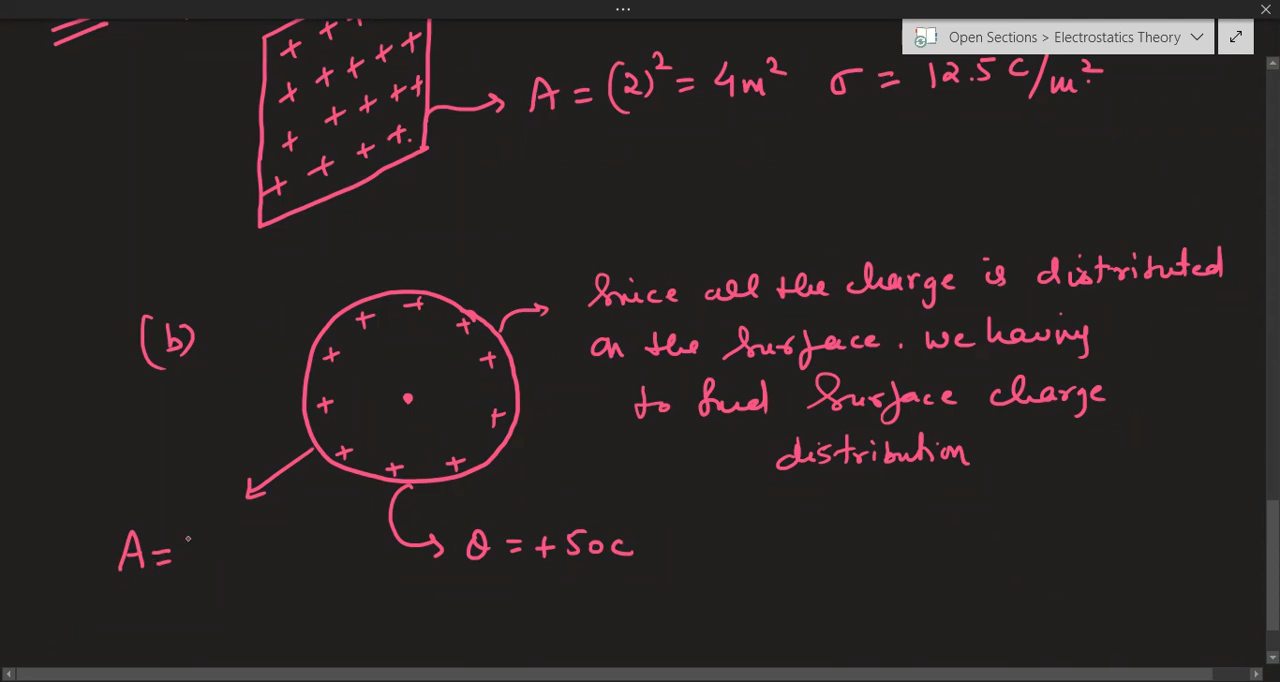 Open Sections > Electrostatics Theory
A = (2)² = 4m² σ = 12.5 C/m²
(b)
Since all the charge is distributed
on the surface. We having
to find surface charge
distribution
A =
Q = +50C